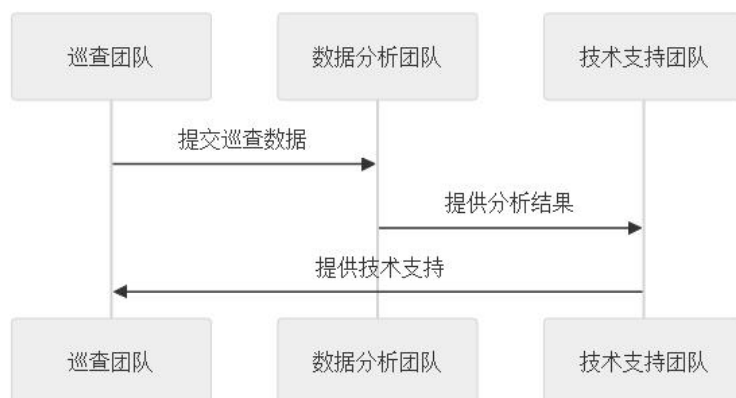 巡查团队
数据分析团队
技术支持团队
提交巡查数据
提供分析结果
提供技术支持
巡查团队
数据分析团队
技术支持团队